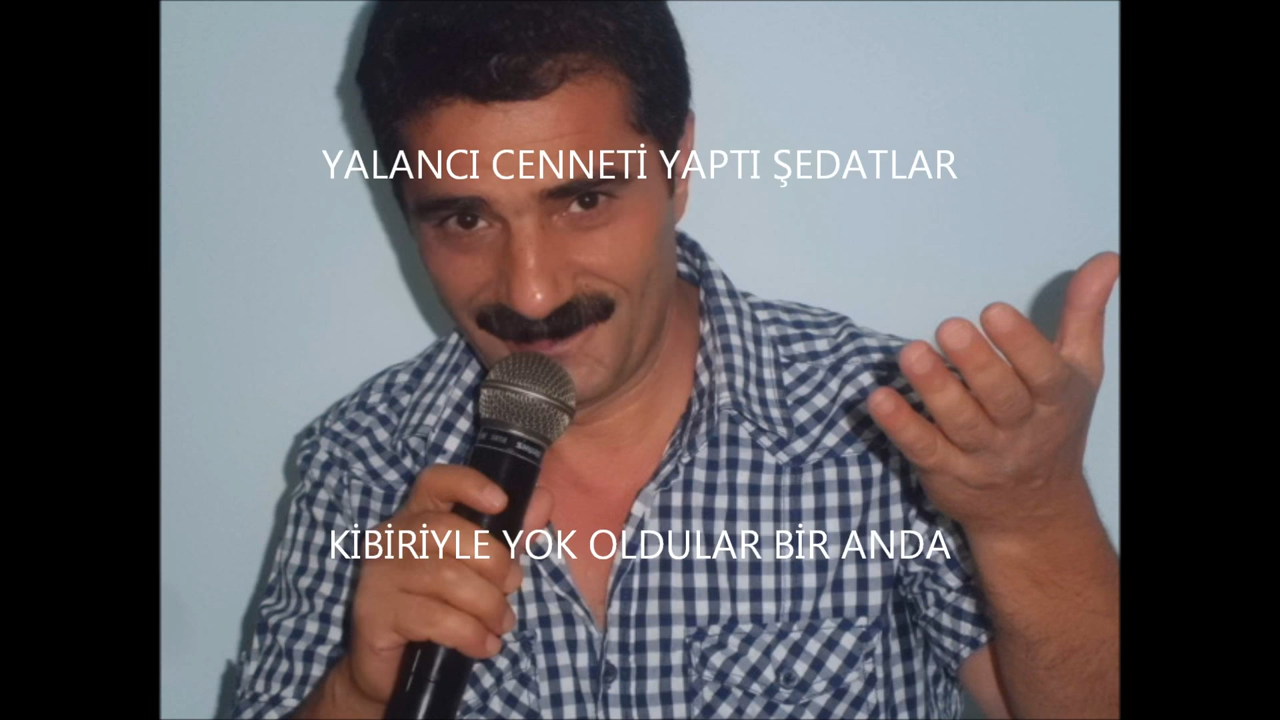 YALANCI CENNETİ YAPTI ŞEDATLAR
KİBİRİYLE YOK OLDULAR BİR ANDA